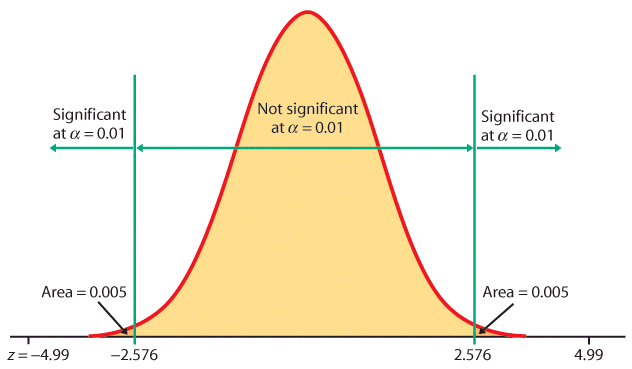 Significant
at α = 0.01
Not significant
at α = 0.01
Significant
at α = 0.01
Area = 0.005
Area = 0.005
z = −4.99
−2.576
2.576
4.99